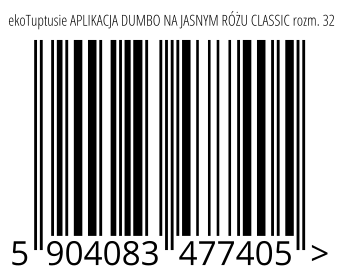 ekoTuptusie APLIKACJA DUMBO NA JASNYM RÓŻU CLASSIC rozm. 32
5 904083 477405 >